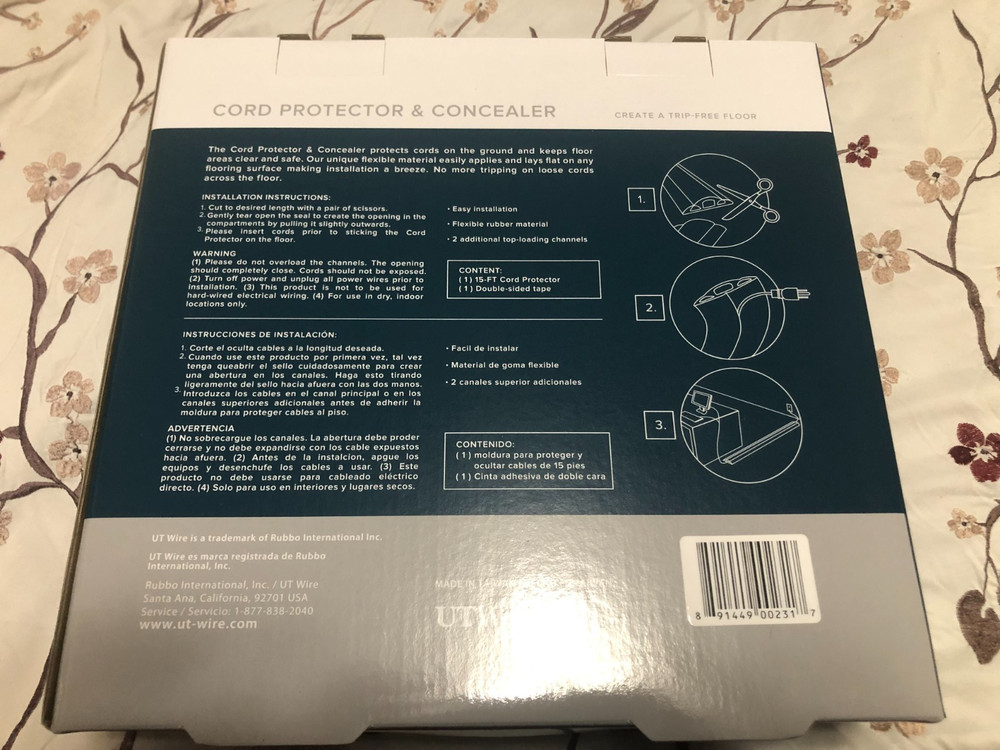 CORD PROTECTOR & CONCEALER
CREATE A TRIP-FREE FLOOR
The Cord Protector & Concealer protects cords on the ground and keeps floor
areas clear and safe. Our unique flexible material easily applies and lays flat on any
flooring surface making installation a breeze. No more tripping on loose cords
across the floor.
INSTALLATION INSTRUCTIONS:
1. Cut to desired length with a pair of scissors.
2. Gently tear open the seal to create the opening in the
compartments by pulling it slightly outwards.
3. Please insert cords prior to sticking the Cord
Protector on the floor.
WARNING
(1) Please do not overload the channels. The opening
should completely close. Cords should not be exposed.
(2) Turn off power and unplug all power wires prior to
installation. (3) This product is not to be used for
hard-wired electrical wiring. (4) For use in dry, indoor
locations only.
• Easy installation
• Flexible rubber material
• 2 additional top-loading channels
CONTENT:
( 1 ) 15-FT Cord Protector
( 1 ) Double-sided tape
INSTRUCCIONES DE INSTALACIÓN:
1. Corte el oculta cables a la longitud deseada.
2. Cuando use este producto por primera vez, tal vez
tenga queabrir el sello cuidadosamente para crear
una abertura en los canales. Haga esto tirando
ligeramente del sello hacia afuera con las dos manos.
3. Introduzca los cables en el canal principal o en los
canales superiores adicionales antes de adherir la
moldura para proteger cables al piso.
ADVERTENCIA
(1) No sobrecargue los canales. La abertura debe proder
cerrarse y no debe expandirse con los cable expuestos
hacia afuera. (2) Antes de la instalcion, apgue los
equipos y desenchufe los cables a usar. (3) Este
producto no debe usarse para cableado eléctrico
directo. (4) Solo para uso en interiores y lugares secos.
• Facil de instalar
• Material de goma flexible
• 2 canales superior adicionales
CONTENIDO:
( 1 ) moldura para proteger y
ocultar cables de 15 pies
( 1 ) Cinta adhesiva de doble cara
1.
2.
3.
UT Wire is a trademark of Rubbo International Inc.
UT Wire es marca registrada de Rubbo
International, Inc.
Rubbo International, Inc. / UT Wire
Santa Ana, California, 92701 USA
Service / Servicio: 1-877-838-2040
www.ut-wire.com
MADE IN
UTW
8 91449 00231 7